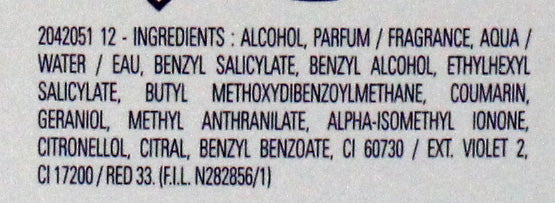 2042051 12 - INGREDIENTS : ALCOHOL, PARFUM / FRAGRANCE, AQUA /
WATER / EAU, BENZYL SALICYLATE, BENZYL ALCOHOL, ETHYLHEXYL
SALICYLATE, BUTYL METHOXYDIBENZOYLMETHANE, COUMARIN,
GERANIOL, METHYL ANTHRANILATE, ALPHA-ISOMETHYL IONONE,
CITRONELLOL, CITRAL, BENZYL BENZOATE, CI 60730 / EXT. VIOLET 2,
CI 17200 / RED 33. (F.I.L. N282856/1)